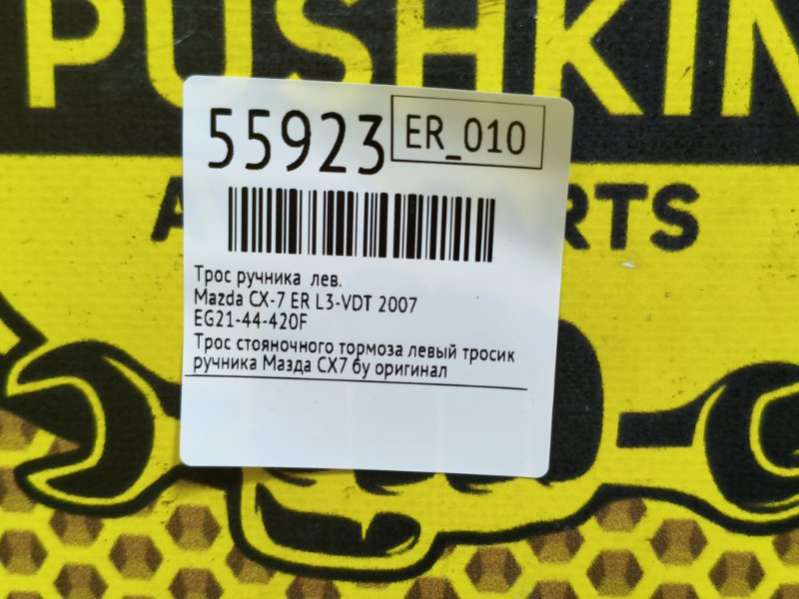 PUSHKIN
55923
ER_010
A RTS
Трос ручника лев.
Mazda CX-7 ER L3-VDT 2007
EG21-44-420F
Трос стояночного тормоза левый тросик
ручника Мазда СХ7 бу оригинал